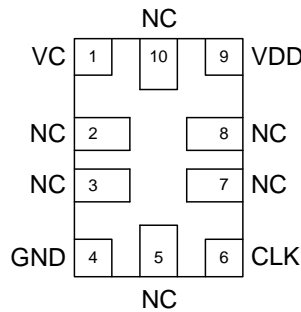 NC
VC 1 10 9 VDD
NC 2 8 NC
NC 3 7 NC
GND 4 5 6 CLK
NC